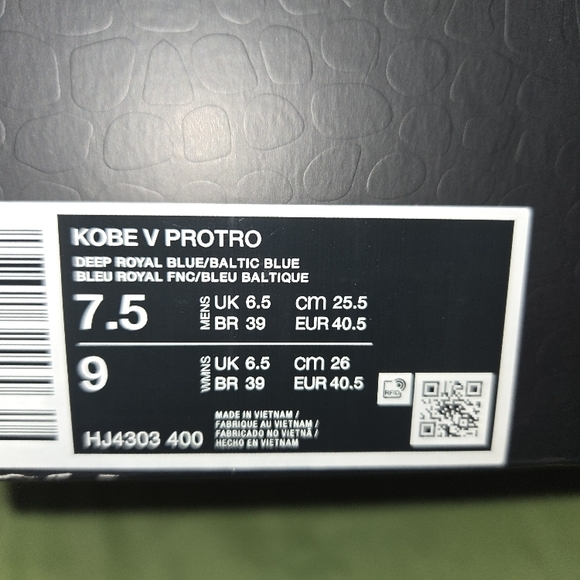 KOBE V PROTRO
DEEP ROYAL BLUE/BALTIC BLUE
BLEU ROYAL FNC/BLEU BALTIQUE
7.5 MENS UK 6.5 cm 25.5
BR 39 EUR 40.5
9 WMNS UK 6.5 cm 26
BR 39 EUR 40.5
RFID
MADE IN VIETNAM /
FABRIQUE AU VIETNAM /
FABRICADO NO VIETNÃ /
HECHO EN VIETNAM
HJ4303 400